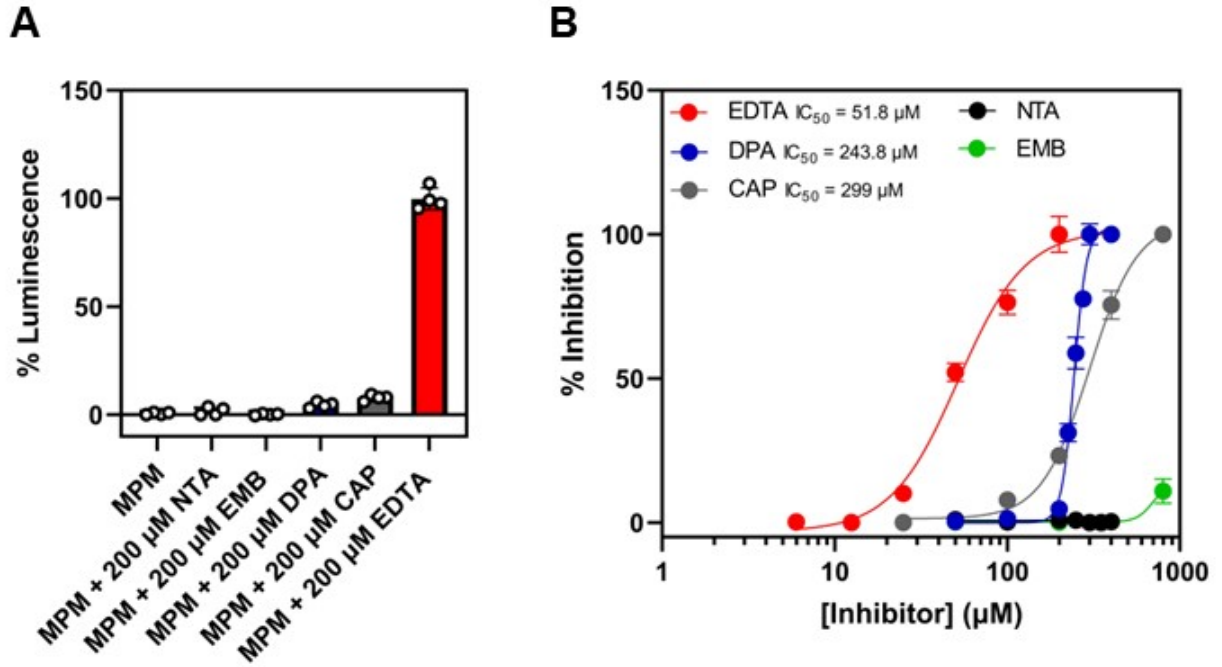 A
% Luminescence
150
100
50
0
MPM
MPM + 200 µM NTA
MPM + 200 µM EMB
MPM + 200 µM DPA
MPM + 200 µM CAP
MPM + 200 µM EDTA
B
% Inhibition
150
100
50
0
EDTA IC50 = 51.8 µM
DPA IC50 = 243.8 µM
CAP IC50 = 299 µM
NTA
EMB
1 10 100 1000
[Inhibitor] (µM)